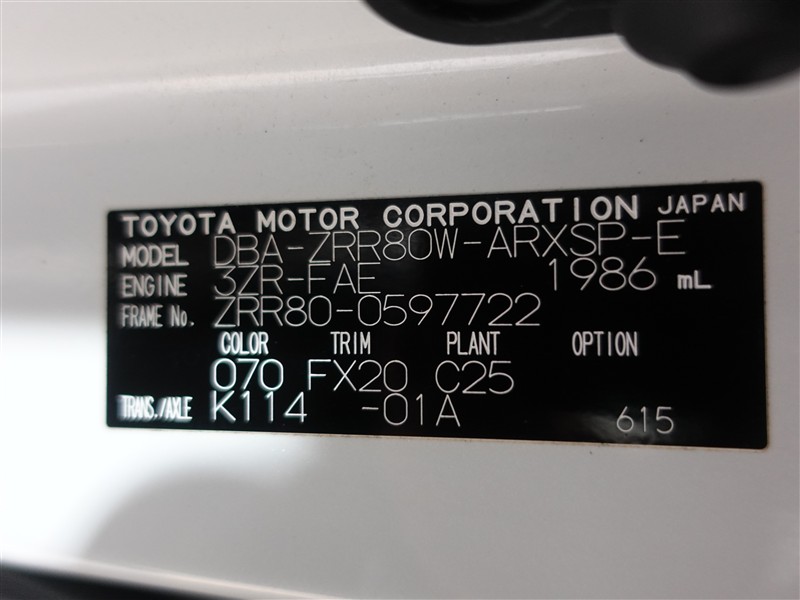 TOYOTA MOTOR CORPORATION JAPAN
MODEL DBA-ZRR80W-ARXSP-E
ENGINE 3ZR-FAE 1986 mL
FRAME No. ZRR80-0597722
COLOR TRIM PLANT OPTION
070 FX20 C25
TRANS./AXLE K114 -01A 615